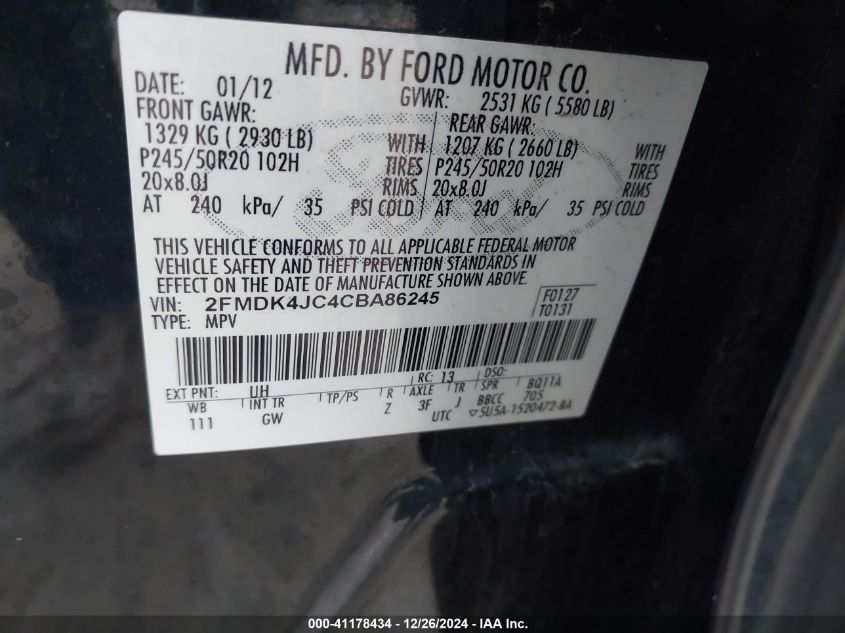 MFD. BY FORD MOTOR CO.
DATE: 01/12 GVWR: 2531 KG ( 5580 LB)
FRONT GAWR: REAR GAWR:
1329 KG ( 2930 LB) WITH 1207 KG ( 2660 LB) WITH
P245/50R20 102H TIRES P245/50R20 102H TIRES
20x8.0J RIMS 20x8.0J RIMS
AT 240 kPa/ 35 PSI COLD AT 240 kPa/ 35 PSI COLD
THIS VEHICLE CONFORMS TO ALL APPLICABLE FEDERAL MOTOR
VEHICLE SAFETY AND THEFT PREVENTION STANDARDS IN
EFFECT ON THE DATE OF MANUFACTURE SHOWN ABOVE.
VIN: 2FMDK4JC4CBA86245 F0127
TYPE: MPV T0131
EXT PNT: UH RC: 13 DSO:
WB INT TR TP/PS R AXLE TR SPR BQ11A
111 GW Z 3F J BBCC 705
UTC ▽5U5A-1520472-BA
000-41178434 - 12/26/2024 - IAA Inc.